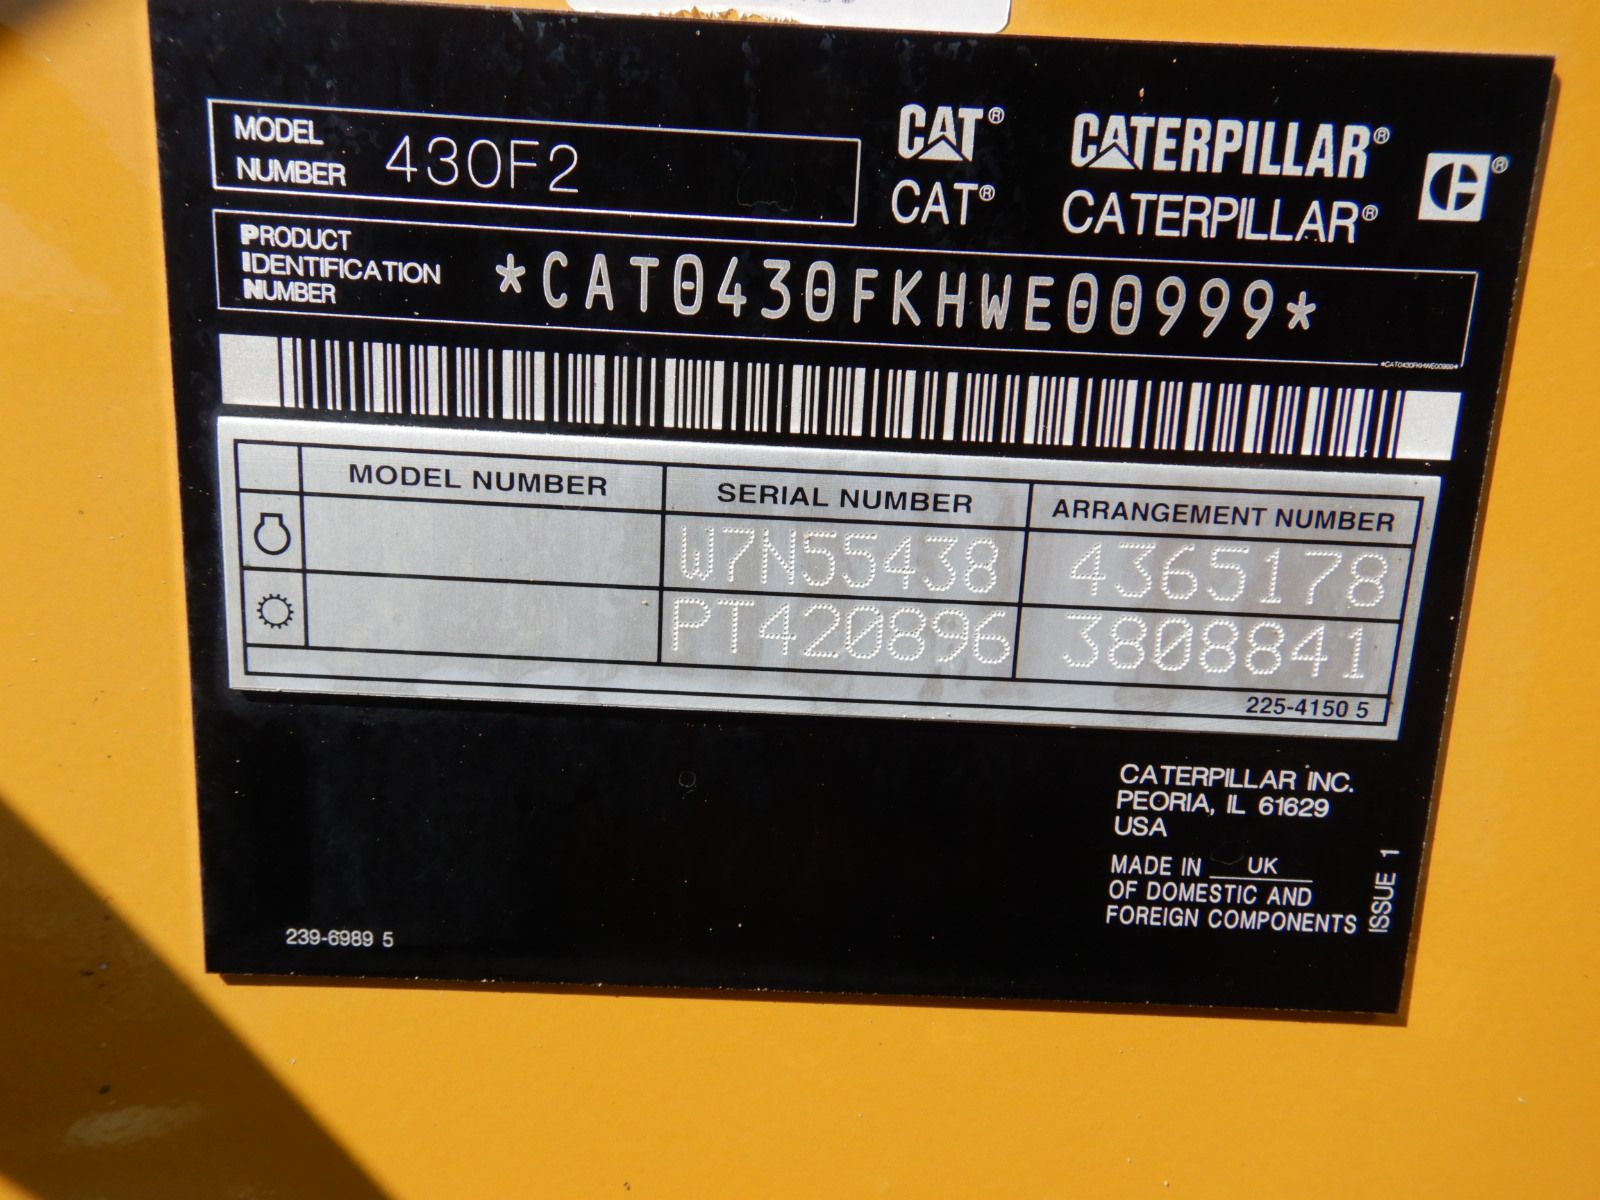 MODEL
NUMBER 430F2
CAT® CATERPILLAR®
CAT® CATERPILLAR®
PRODUCT
IDENTIFICATION
NUMBER
*CAT0430FKHWE00999*
*CAT0430FKHWE00999*
MODEL NUMBER SERIAL NUMBER ARRANGEMENT NUMBER
W7N55438 4365178
PT420896 3808841
225-4150 5
CATERPILLAR INC.
PEORIA, IL 61629
USA
MADE IN UK
OF DOMESTIC AND
FOREIGN COMPONENTS
ISSUE 1
239-6989 5